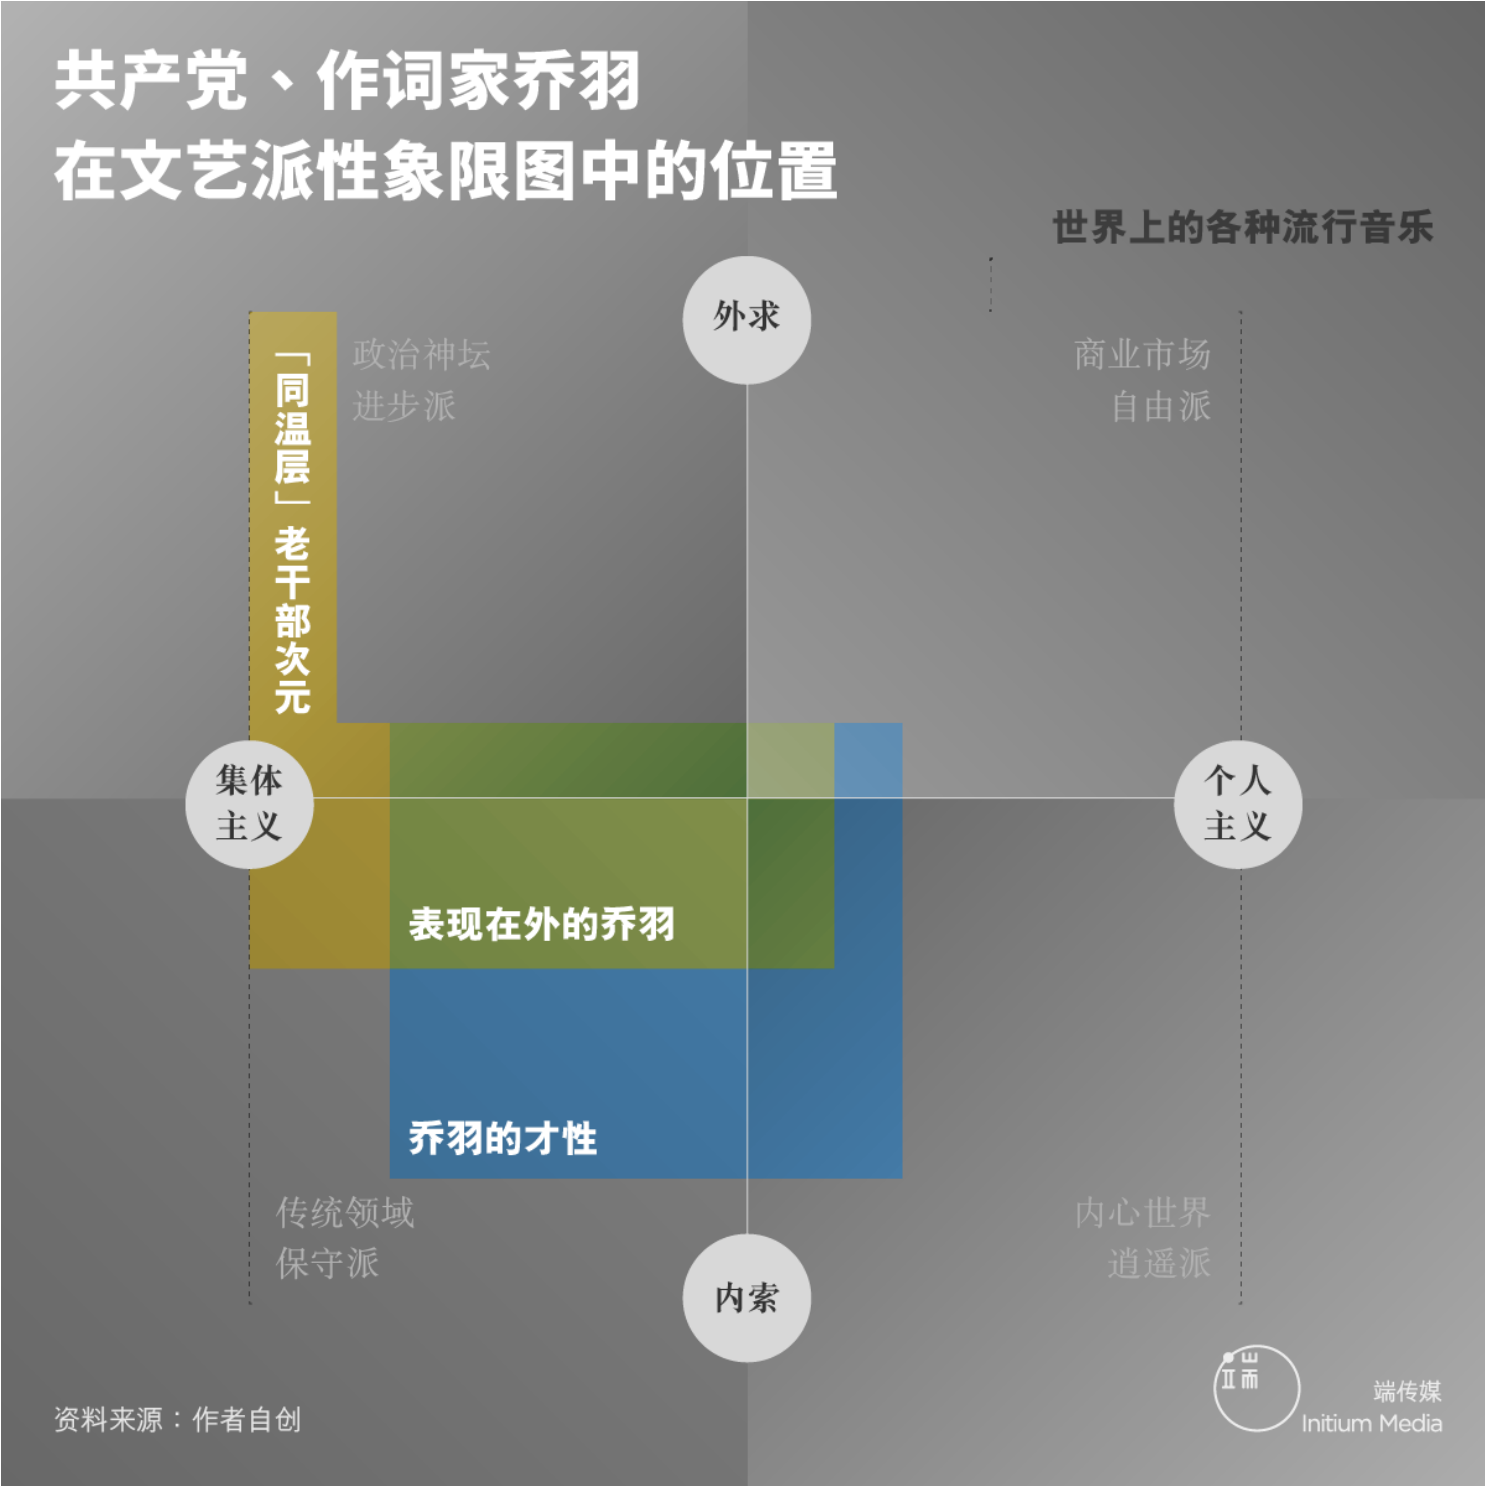 共产党、作词家乔羽
在文艺派性象限图中的位置
世界上的各种流行音乐
外求
「同温层」老干部次元
政治神坛
进步派
商业市场
自由派
集体
主义
个人
主义
表现在外的乔羽
乔羽的才性
传统领域
保守派
内心世界
逍遥派
内索
资料来源：作者自创
端
端传媒
Initium Media